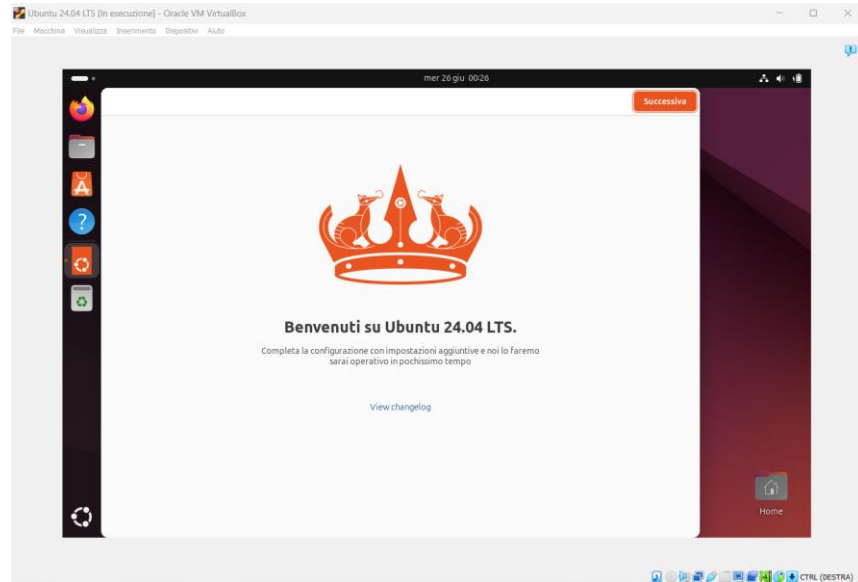 Ubuntu 24.04 LTS [In esecuzione] - Oracle VM VirtualBox
File Macchina Visualizza Inserimento Dispositivi Aiuto
mer 26 giu 00:26
Successiva
Benvenuti su Ubuntu 24.04 LTS.
Completa la configurazione con impostazioni aggiuntive e noi lo faremo
sarai operativo in pochissimo tempo
View changelog
Home
CTRL (DESTRA)